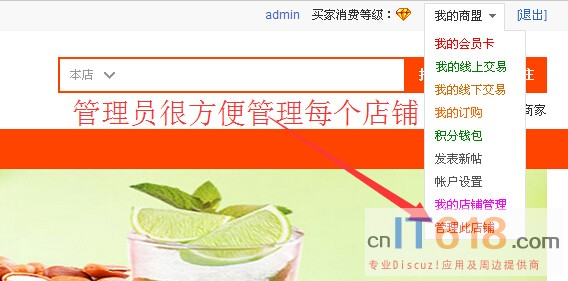 admin 买家消费等级： 我的商盟 [退出]
我的会员卡
我的线上交易
本店
我的线下交易
管理员很方便管理每个店铺
我的订购
商家
积分钱包
发表新帖
帐户设置
我的店铺管理
管理此店铺
cnIT618.com
专业Discuz!应用及周边提供商